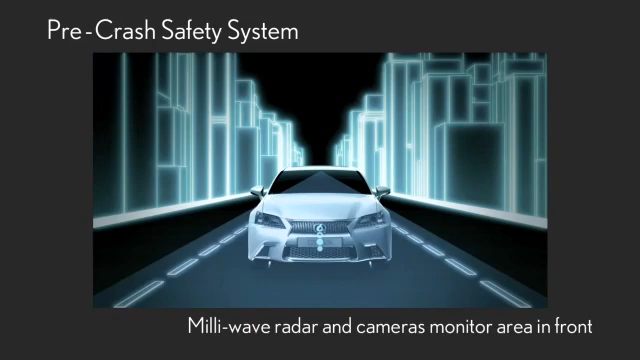 Pre-Crash Safety System
Milli-wave radar and cameras monitor area in front